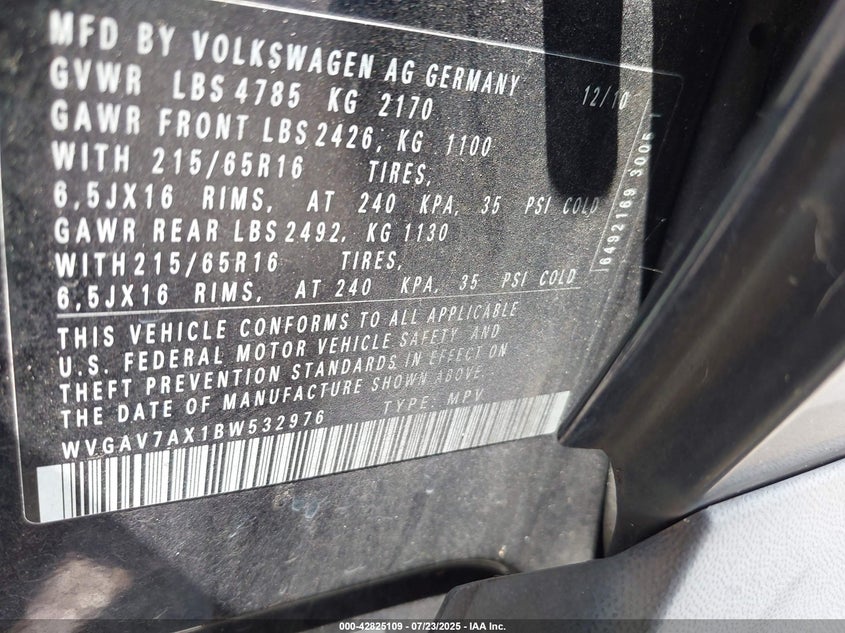 MFD BY VOLKSWAGEN AG GERMANY
GVWR LBS 4785 KG 2170 12/10
GAWR FRONT LBS 2426, KG 1100
WITH 215/65R16 TIRES,
6,5JX16 RIMS, AT 240 KPA, 35 PSI COLD
GAWR REAR LBS 2492, KG 1130
WITH 215/65R16 TIRES,
6,5JX16 RIMS, AT 240 KPA, 35 PSI COLD
THIS VEHICLE CONFORMS TO ALL APPLICABLE
U.S. FEDERAL MOTOR VEHICLE SAFETY AND
THEFT PREVENTION STANDARDS IN EFFECT ON
THE DATE OF MANUFACTURE SHOWN ABOVE.
WVGAV7AX1BW532976 TYPE: MPV
6492169 3005
000-42825109 - 07/23/2025 - IAA Inc.